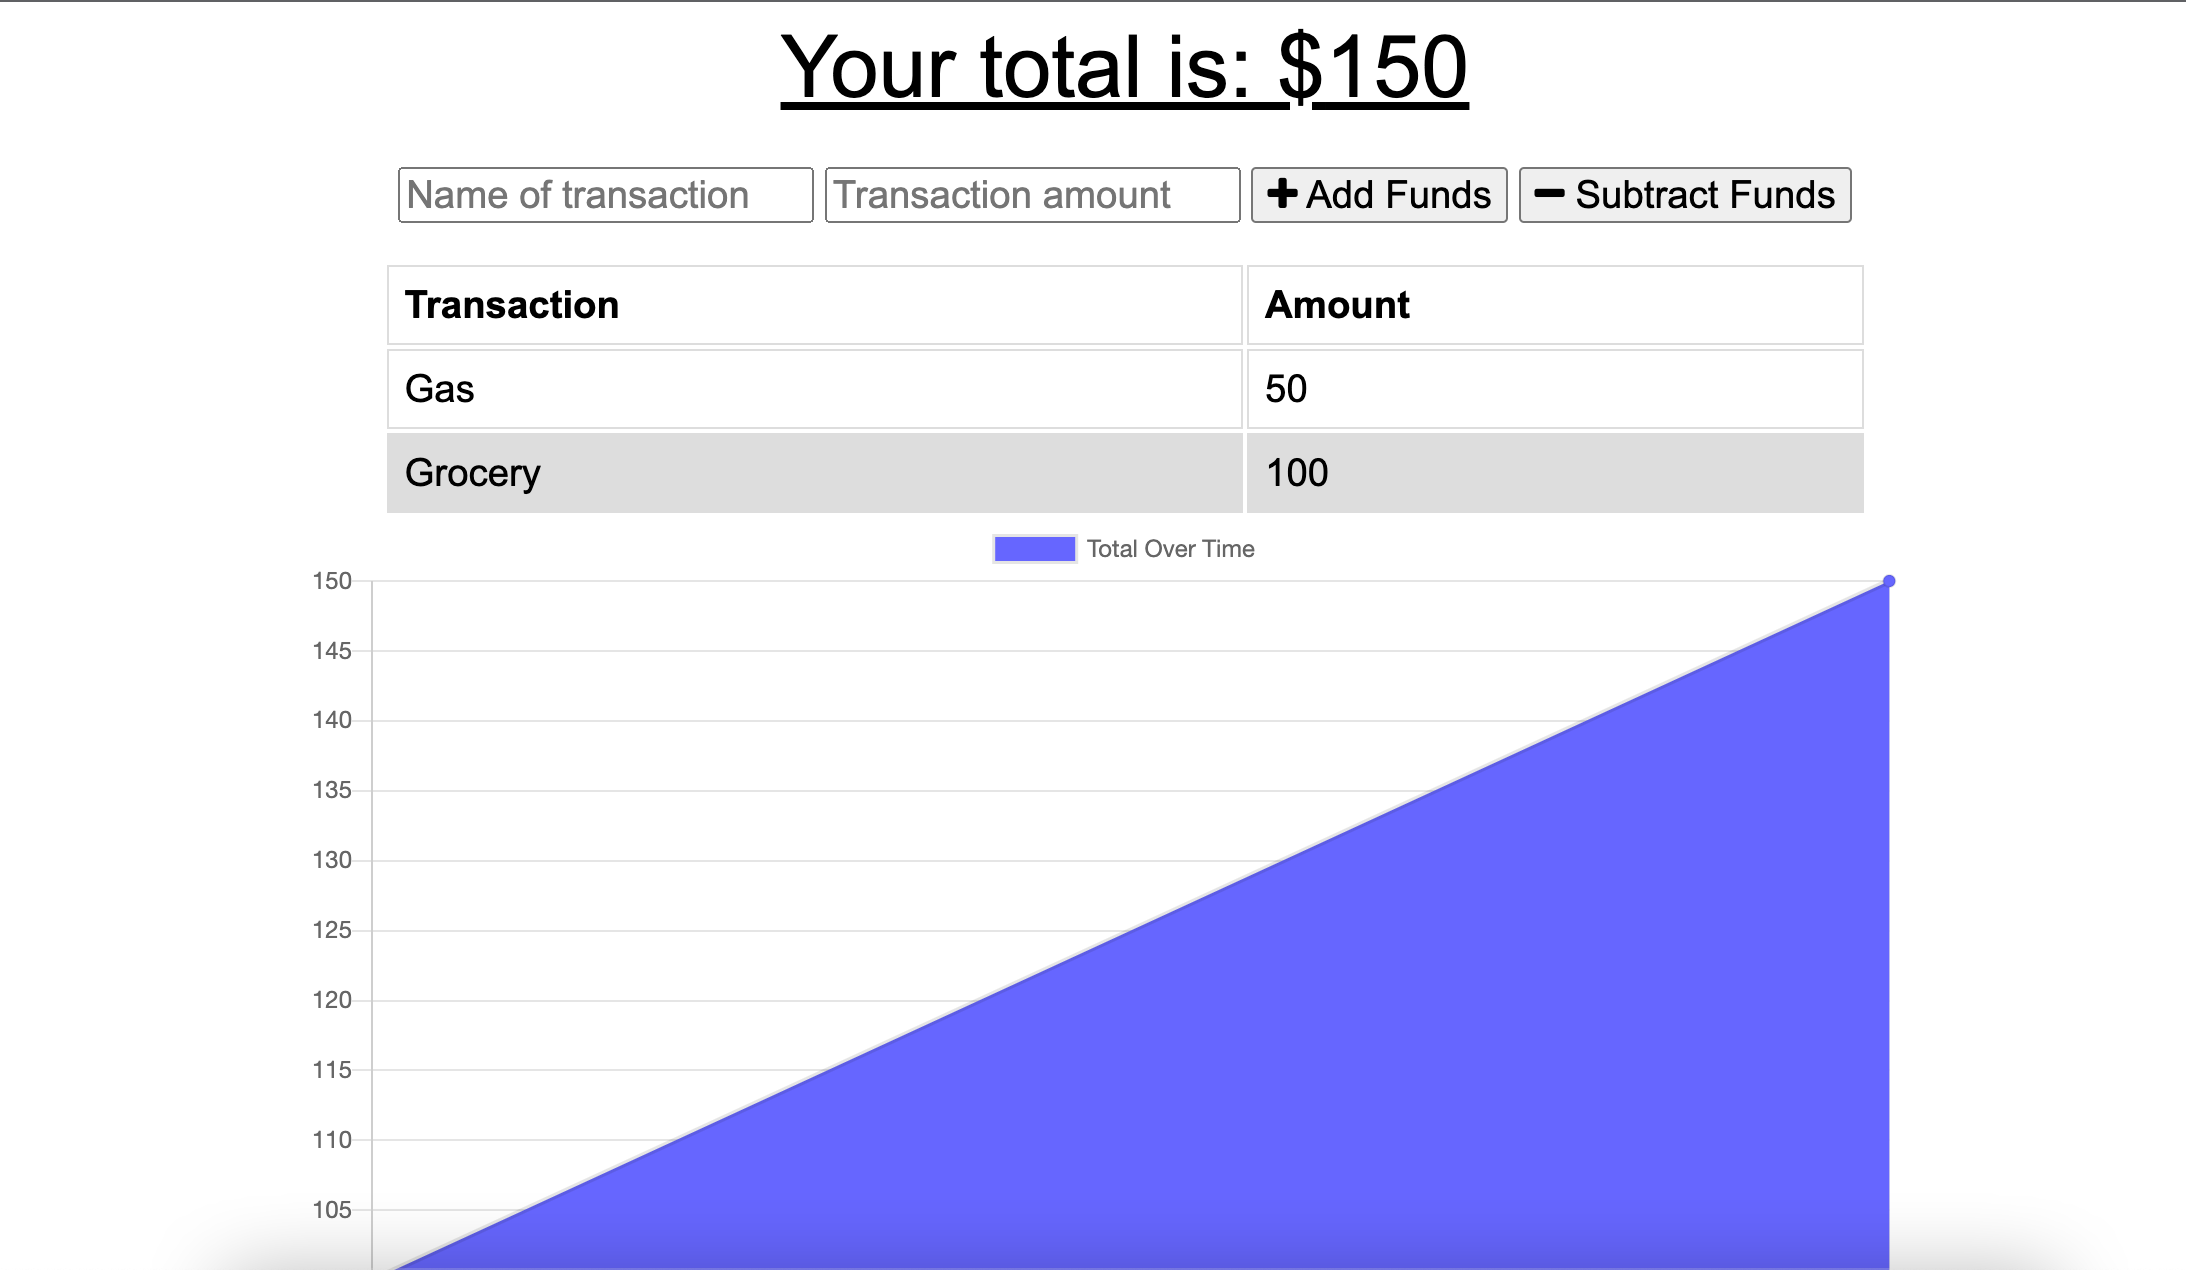 Your total is: $150
Name of transaction Transaction amount Add Funds Subtract Funds
Transaction Amount
Gas 50
Grocery 100
Total Over Time
150
145
140
135
130
125
120
115
110
105